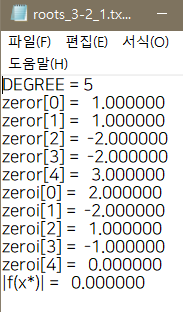 roots_3-2_1.tx...
파일(F) 편집(E) 서식(O)
도움말(H)
DEGREE = 5
zeror[0] = 1.000000
zeror[1] = 1.000000
zeror[2] = -2.000000
zeror[3] = -2.000000
zeror[4] = 3.000000
zeroi[0] = 2.000000
zeroi[1] = -2.000000
zeroi[2] = 1.000000
zeroi[3] = -1.000000
zeroi[4] = 0.000000
|f(x*)| = 0.000000